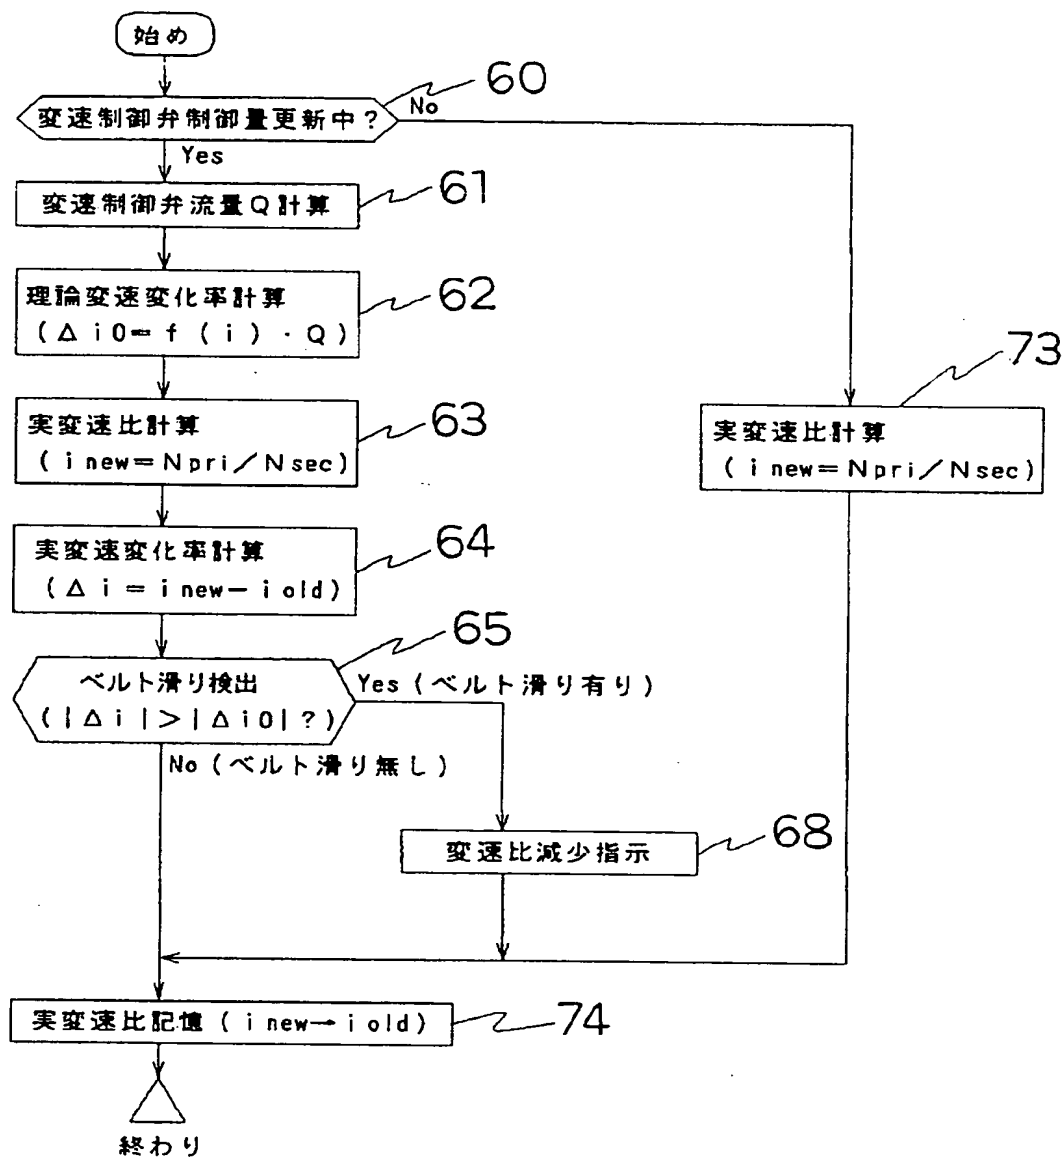 始め
60
変速制御弁制御量更新中？
No
Yes
61
変速制御弁流量Q計算
62
理論変速変化率計算
(Δi0=f(i)・Q)
63
実変速比計算
(inew=Npri/Nsec)
73
実変速比計算
(inew=Npri/Nsec)
64
実変速変化率計算
(Δi=inew-iold)
65
ベルト滑り検出
(|Δi|>|Δi0|?)
Yes(ベルト滑り有り)
No(ベルト滑り無し)
68
変速比減少指示
74
実変速比記憶(inew→iold)
終わり